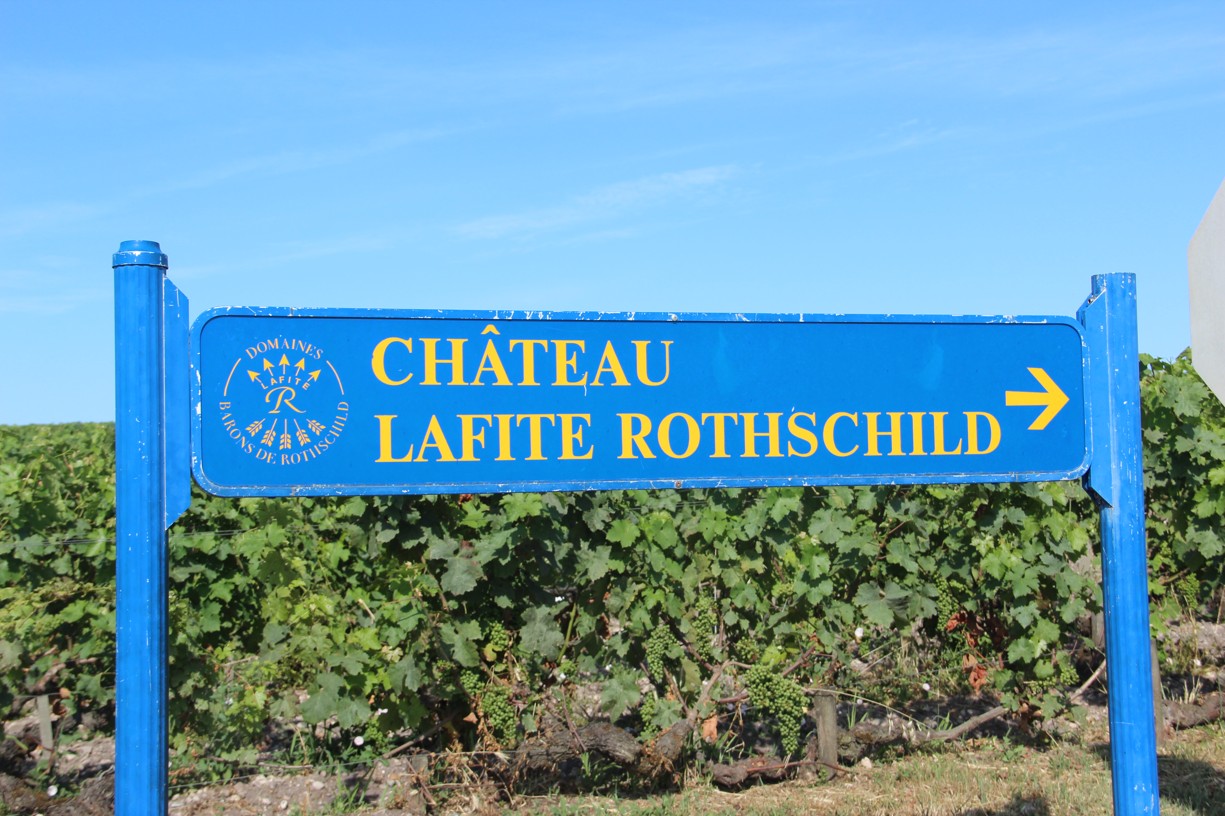 DOMAINES
LAFITE
R
BARONS DE ROTHSCHILD
CHÂTEAU
LAFITE ROTHSCHILD